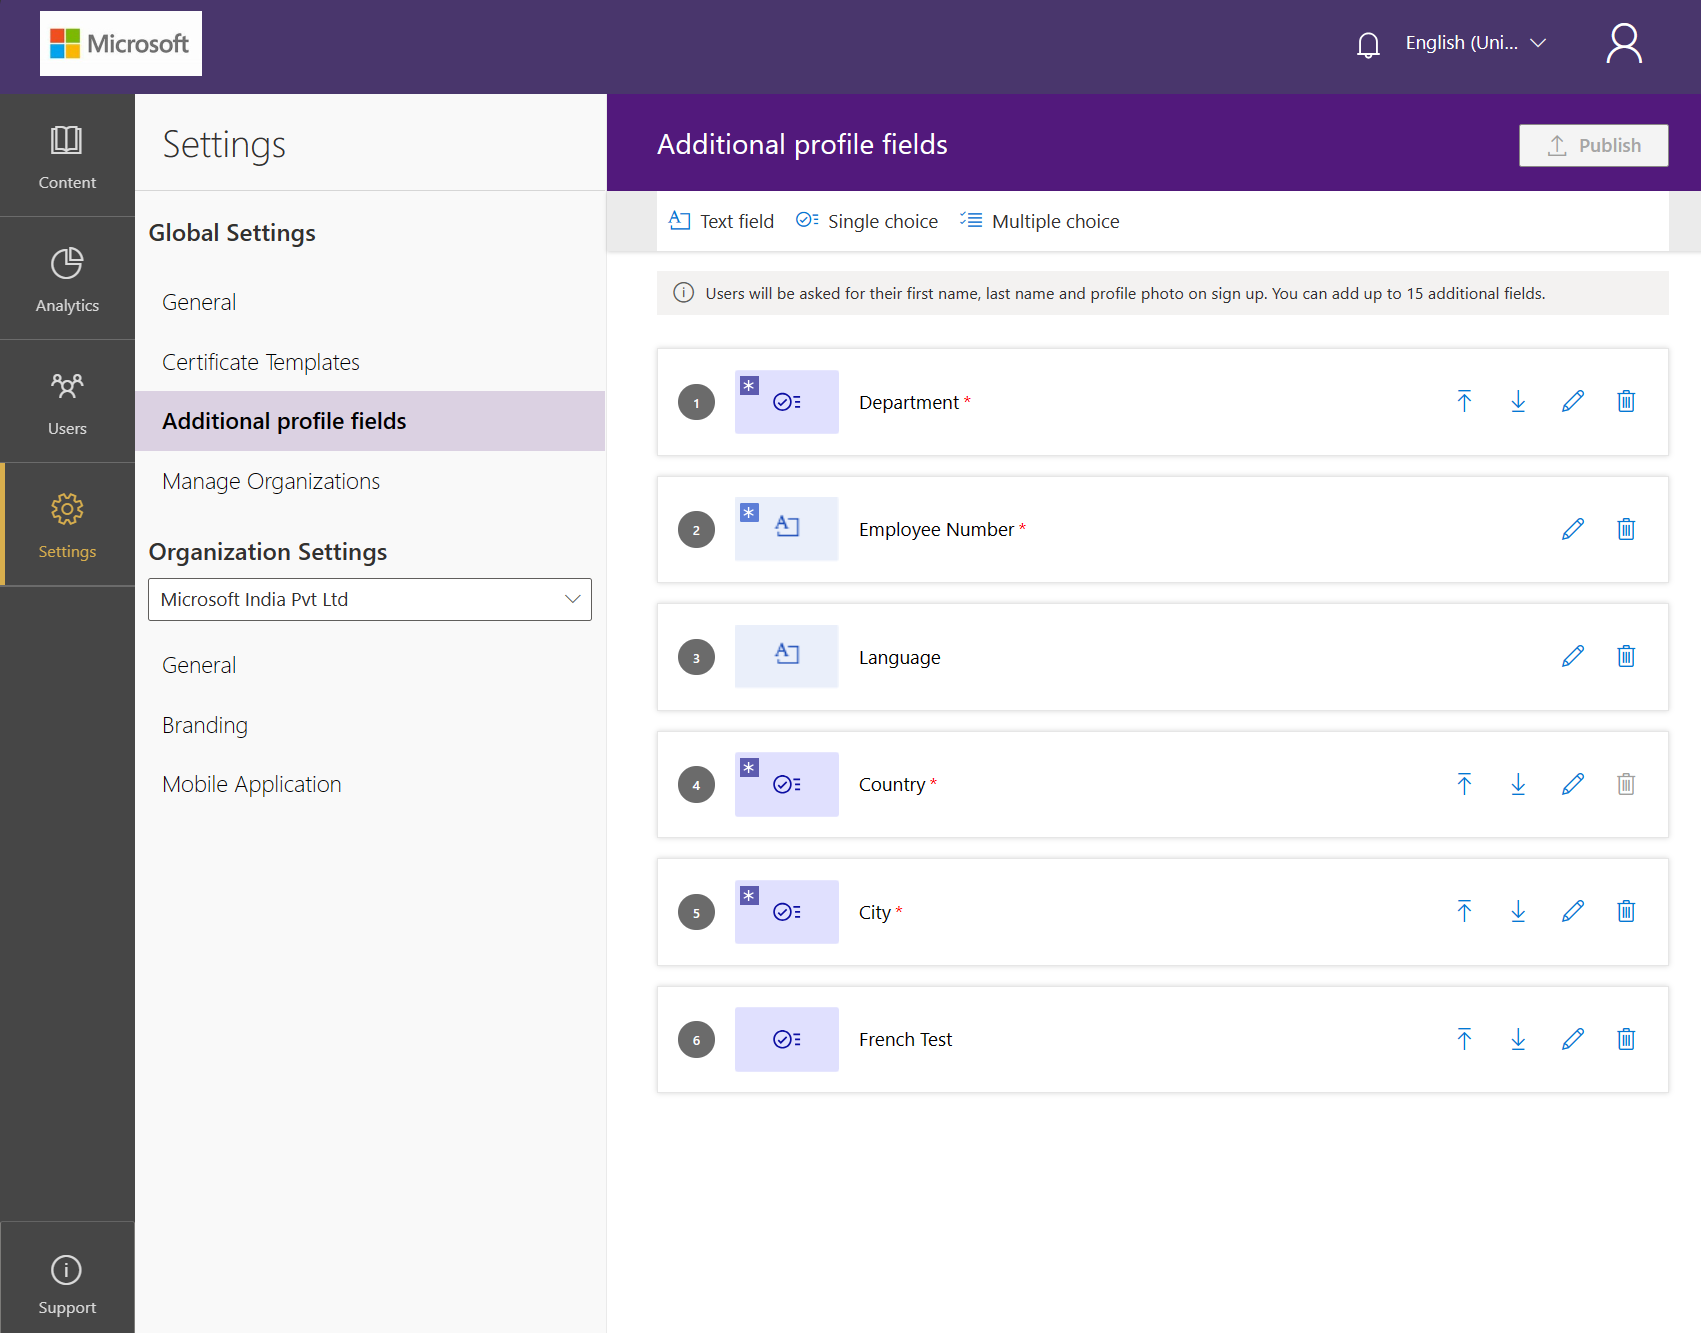 Microsoft
English (Uni...
Content
Analytics
Users
Settings
Support
Settings
Global Settings
General
Certificate Templates
Additional profile fields
Manage Organizations
Organization Settings
Microsoft India Pvt Ltd
General
Branding
Mobile Application
Additional profile fields
Publish
Text field
Single choice
Multiple choice
Users will be asked for their first name, last name and profile photo on sign up. You can add up to 15 additional fields.
1 Department *
2 Employee Number *
3 Language
4 Country *
5 City *
6 French Test